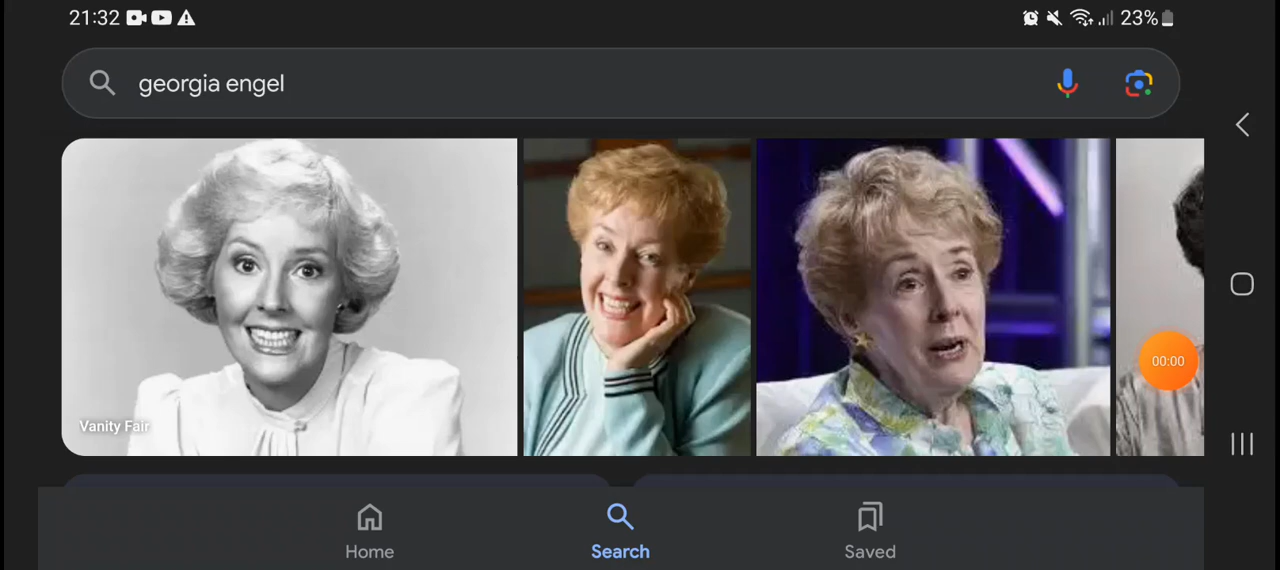 21:32
23%
georgia engel
Vanity Fair
00:00
Home
Search
Saved